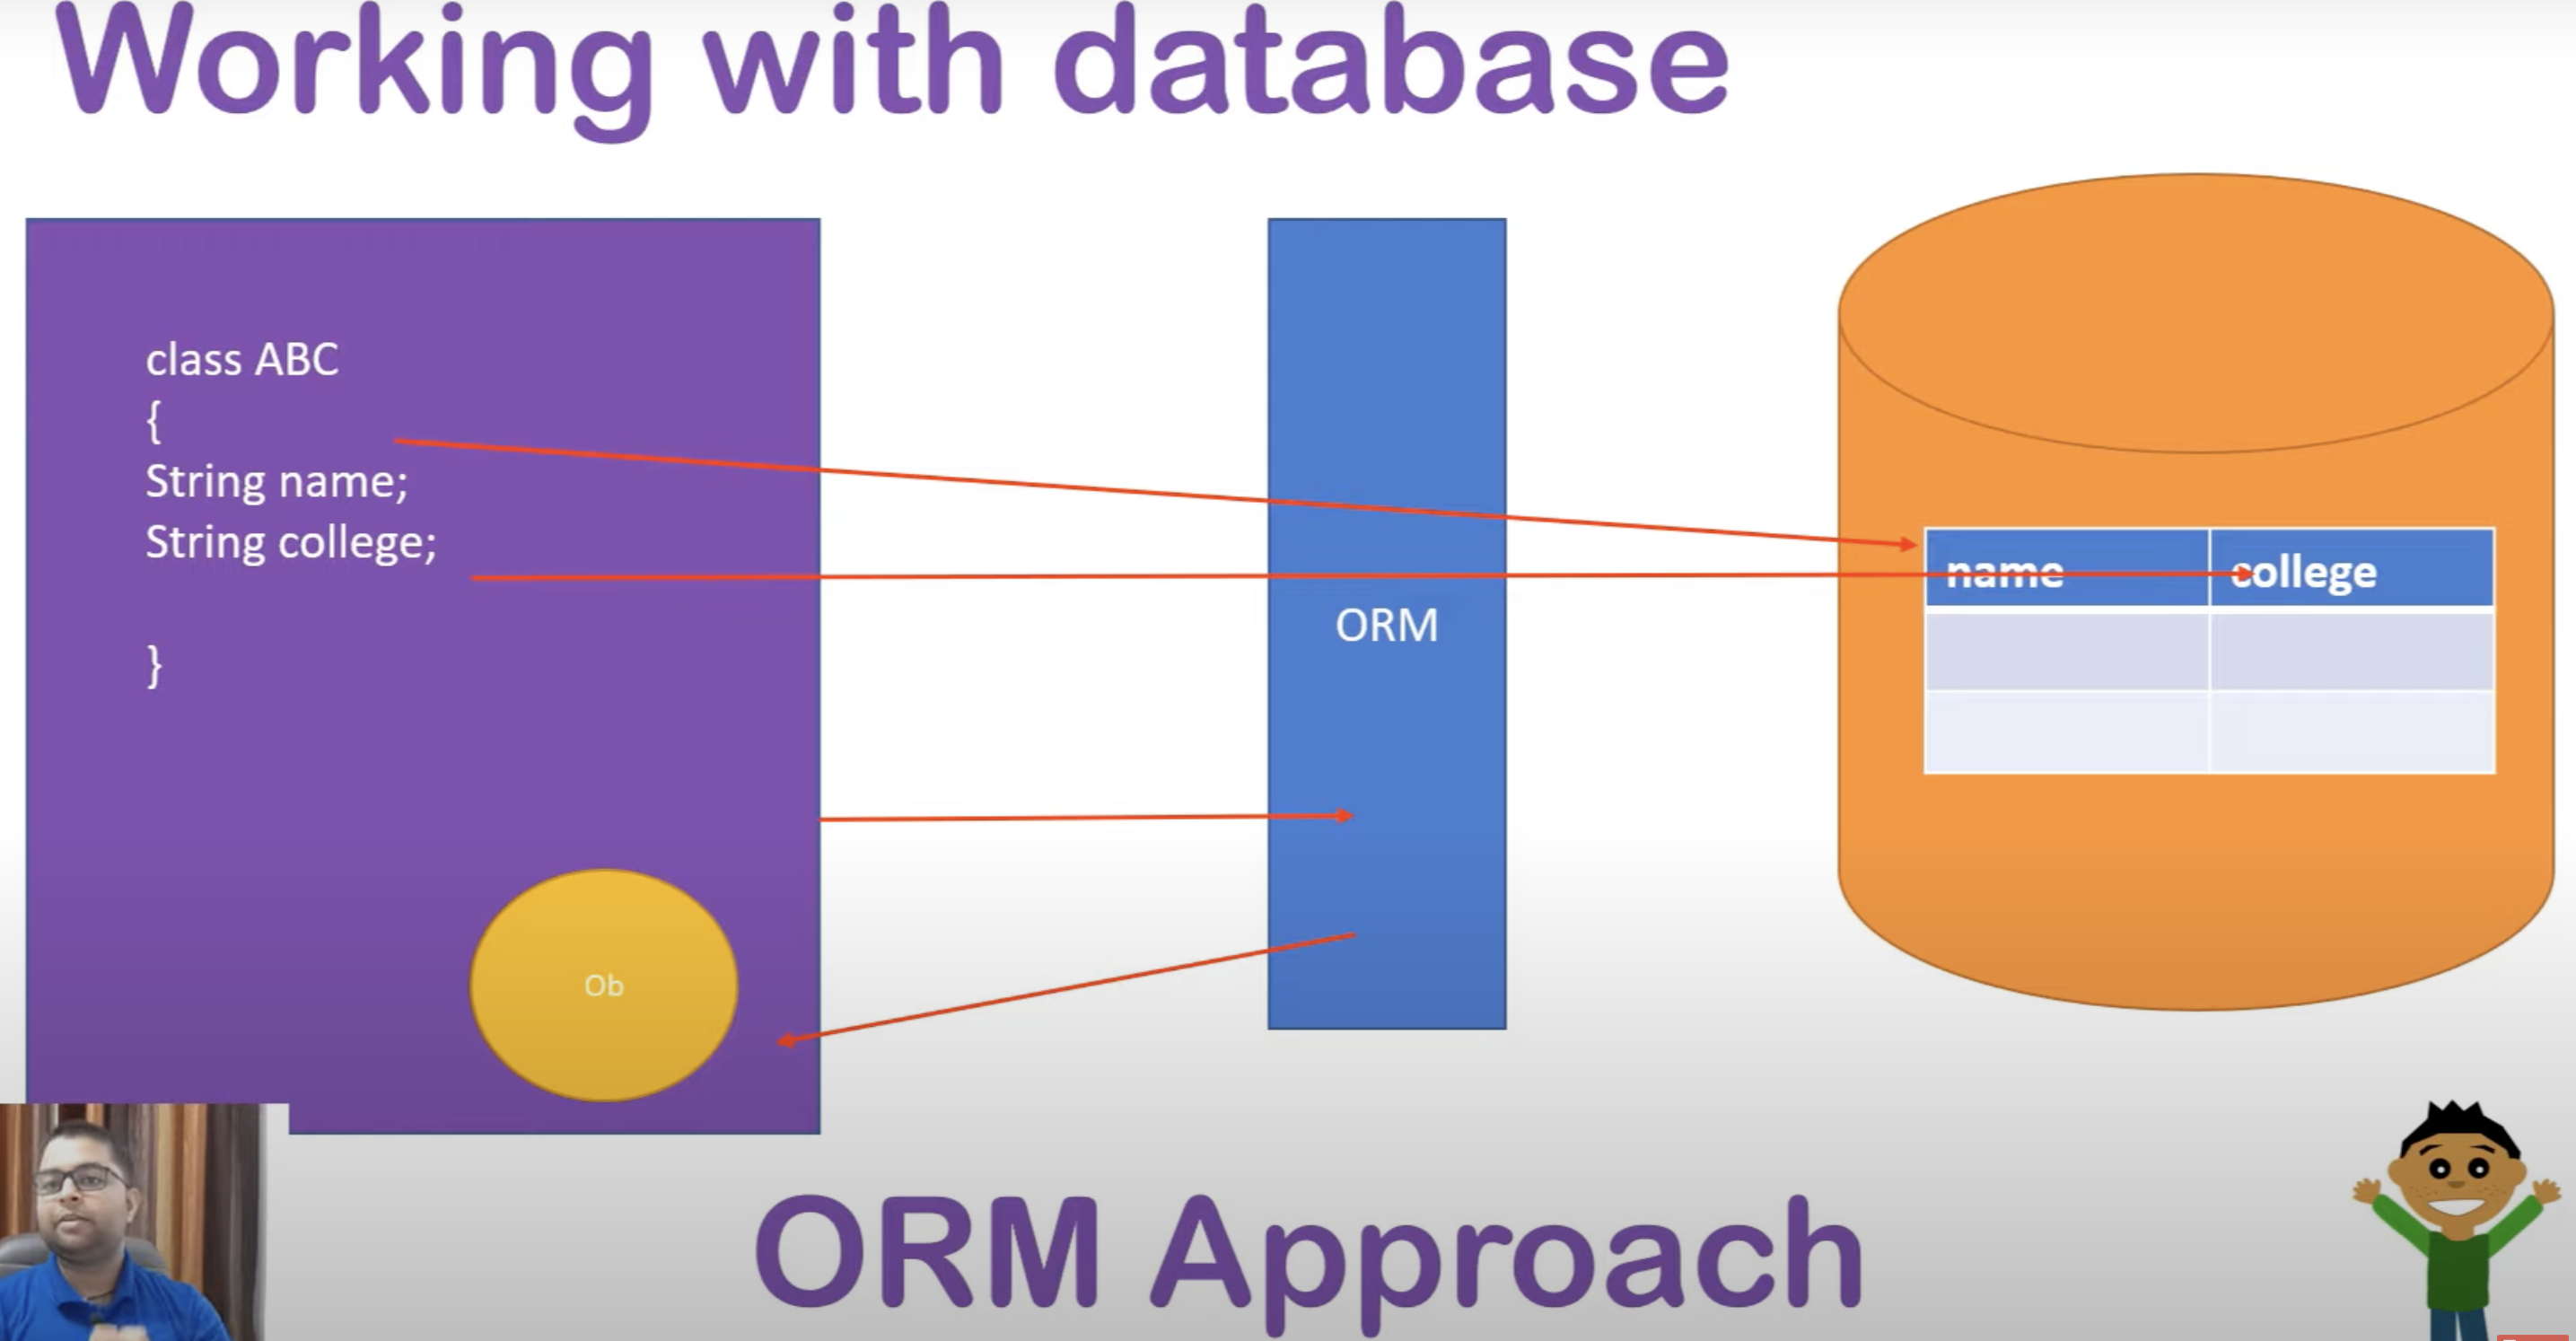 Working with database
class ABC
{
String name;
String college;
}
ORM
name college
Ob
ORM Approach